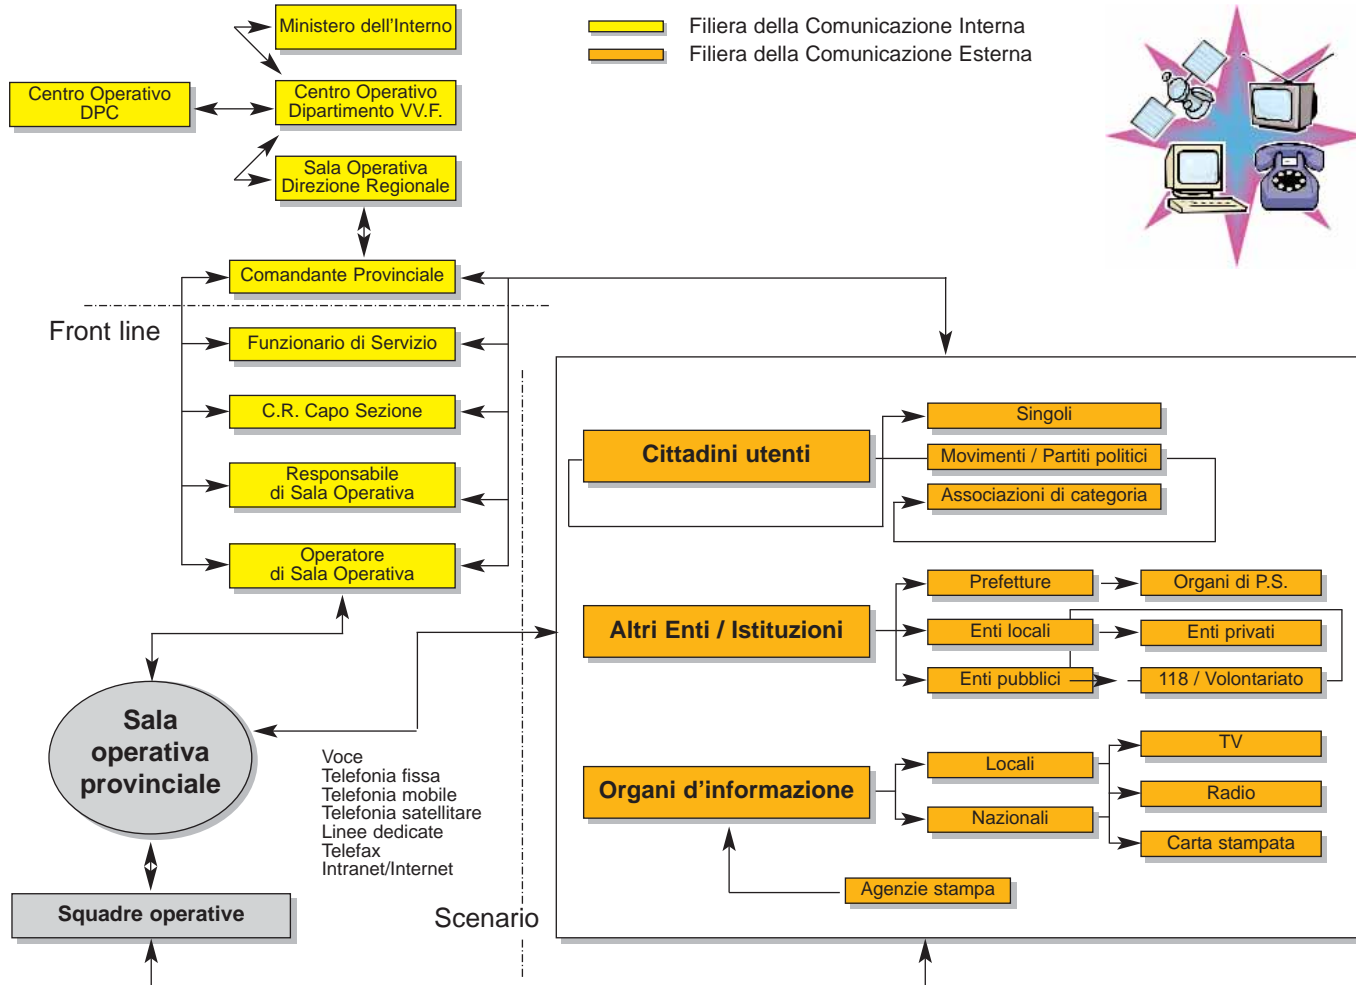 Ministero dell'Interno
Filiera della Comunicazione Interna
Filiera della Comunicazione Esterna
Centro Operativo
DPC
Centro Operativo
Dipartimento VV.F.
Sala Operativa
Direzione Regionale
Comandante Provinciale
Front line
Funzionario di Servizio
C.R. Capo Sezione
Responsabile
di Sala Operativa
Operatore
di Sala Operativa
Sala
operativa
provinciale
Squadre operative
Voce
Telefonia fissa
Telefonia mobile
Telefonia satellitare
Linee dedicate
Telefax
Intranet/Internet
Scenario
Cittadini utenti
Singoli
Movimenti / Partiti politici
Associazioni di categoria
Altri Enti / Istituzioni
Prefetture
Organi di P.S.
Enti locali
Enti privati
Enti pubblici
118 / Volontariato
Organi d'informazione
Locali
Nazionali
TV
Radio
Carta stampata
Agenzie stampa